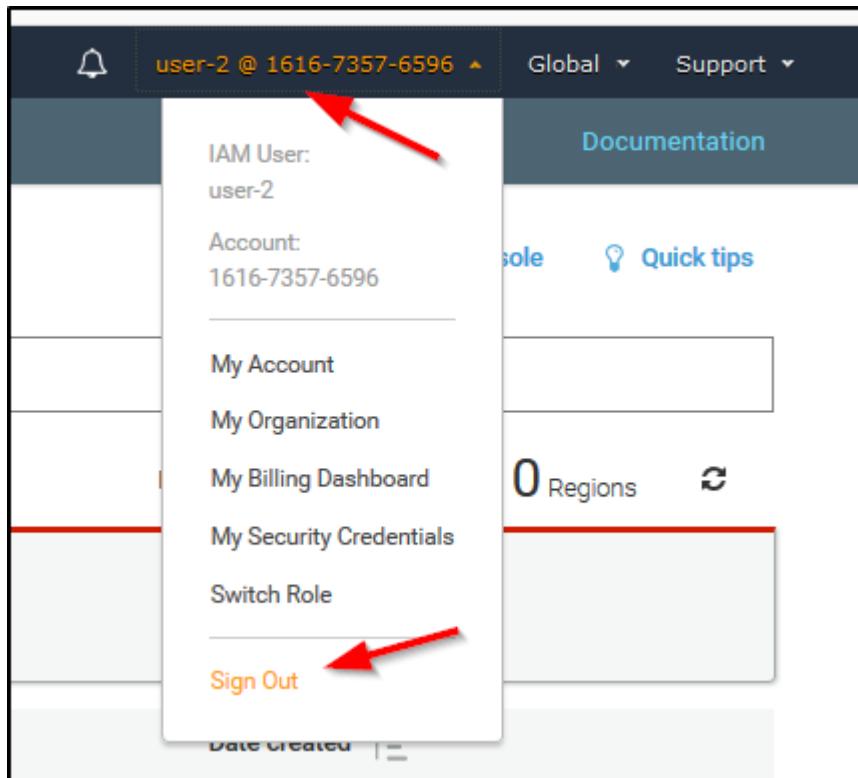 user-2 @ 1616-7357-6596 Global Support
Documentation
IAM User:
user-2
Account:
1616-7357-6596
sole Quick tips
My Account
My Organization
My Billing Dashboard
0 Regions
My Security Credentials
Switch Role
Sign Out
Date created